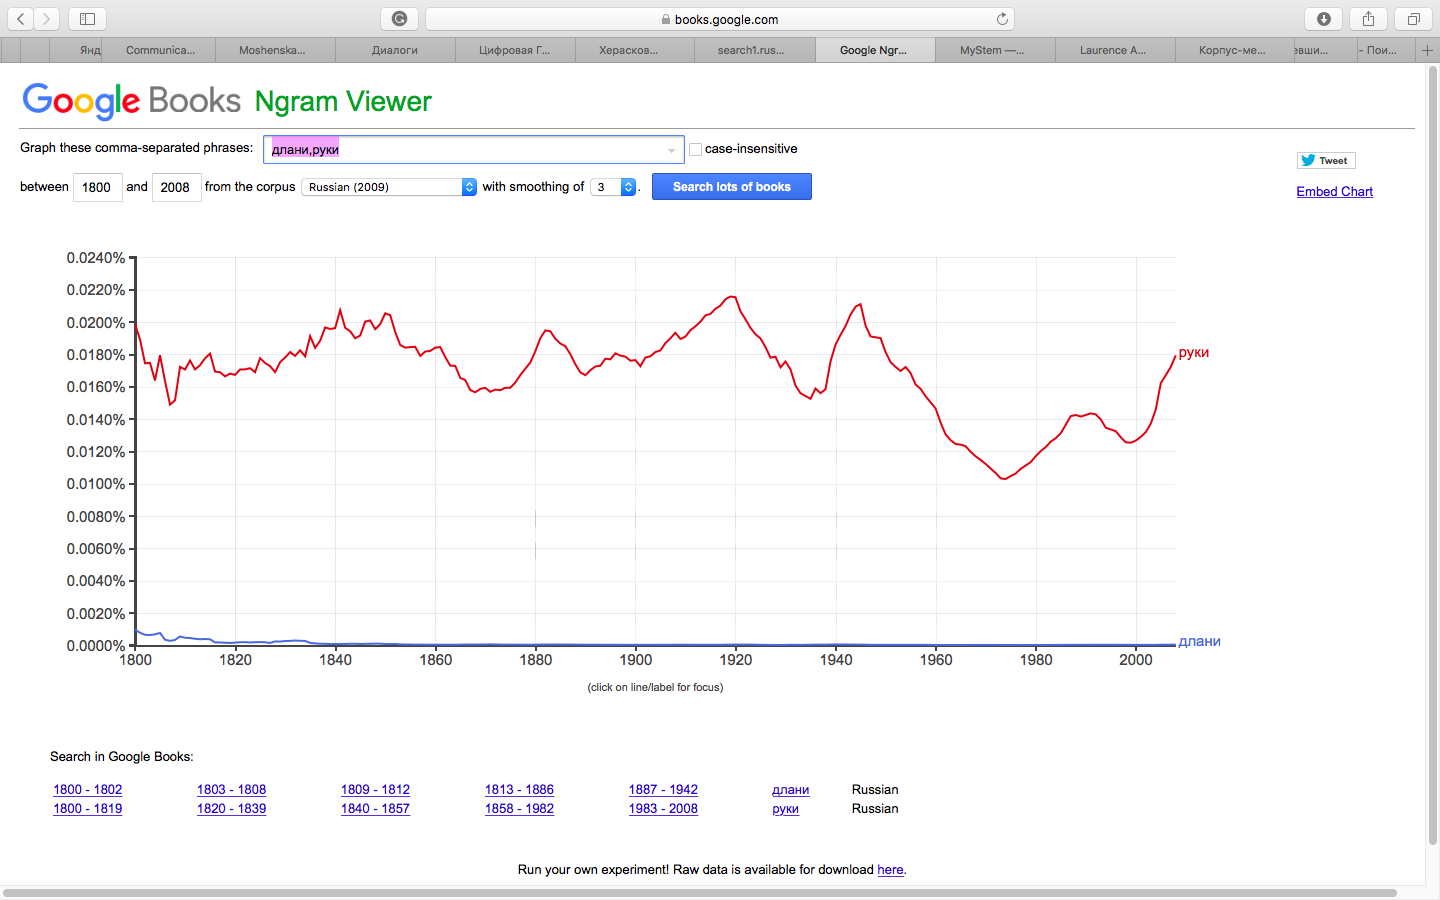 books.google.com
Янд
Communica...
Moshenska...
Диалоги
Цифровая Г...
Херасков...
search1.rus...
Google Ngr...
MyStem —...
Laurence A...
Корпус-ме...
евши...
- Пои...
Google Books Ngram Viewer
Graph these comma-separated phrases: длани,руки case-insensitive
between 1800 and 2008 from the corpus Russian (2009) with smoothing of 3 . Search lots of books
Tweet
Embed Chart
0.0240%
0.0220%
0.0200%
0.0180%
0.0160%
0.0140%
0.0120%
0.0100%
0.0080%
0.0060%
0.0040%
0.0020%
0.0000%
руки
длани
1800 1820 1840 1860 1880 1900 1920 1940 1960 1980 2000
(click on line/label for focus)
Search in Google Books:
1800 - 1802 1803 - 1808 1809 - 1812 1813 - 1886 1887 - 1942 длани Russian
1800 - 1819 1820 - 1839 1840 - 1857 1858 - 1982 1983 - 2008 руки Russian
Run your own experiment! Raw data is available for download here.